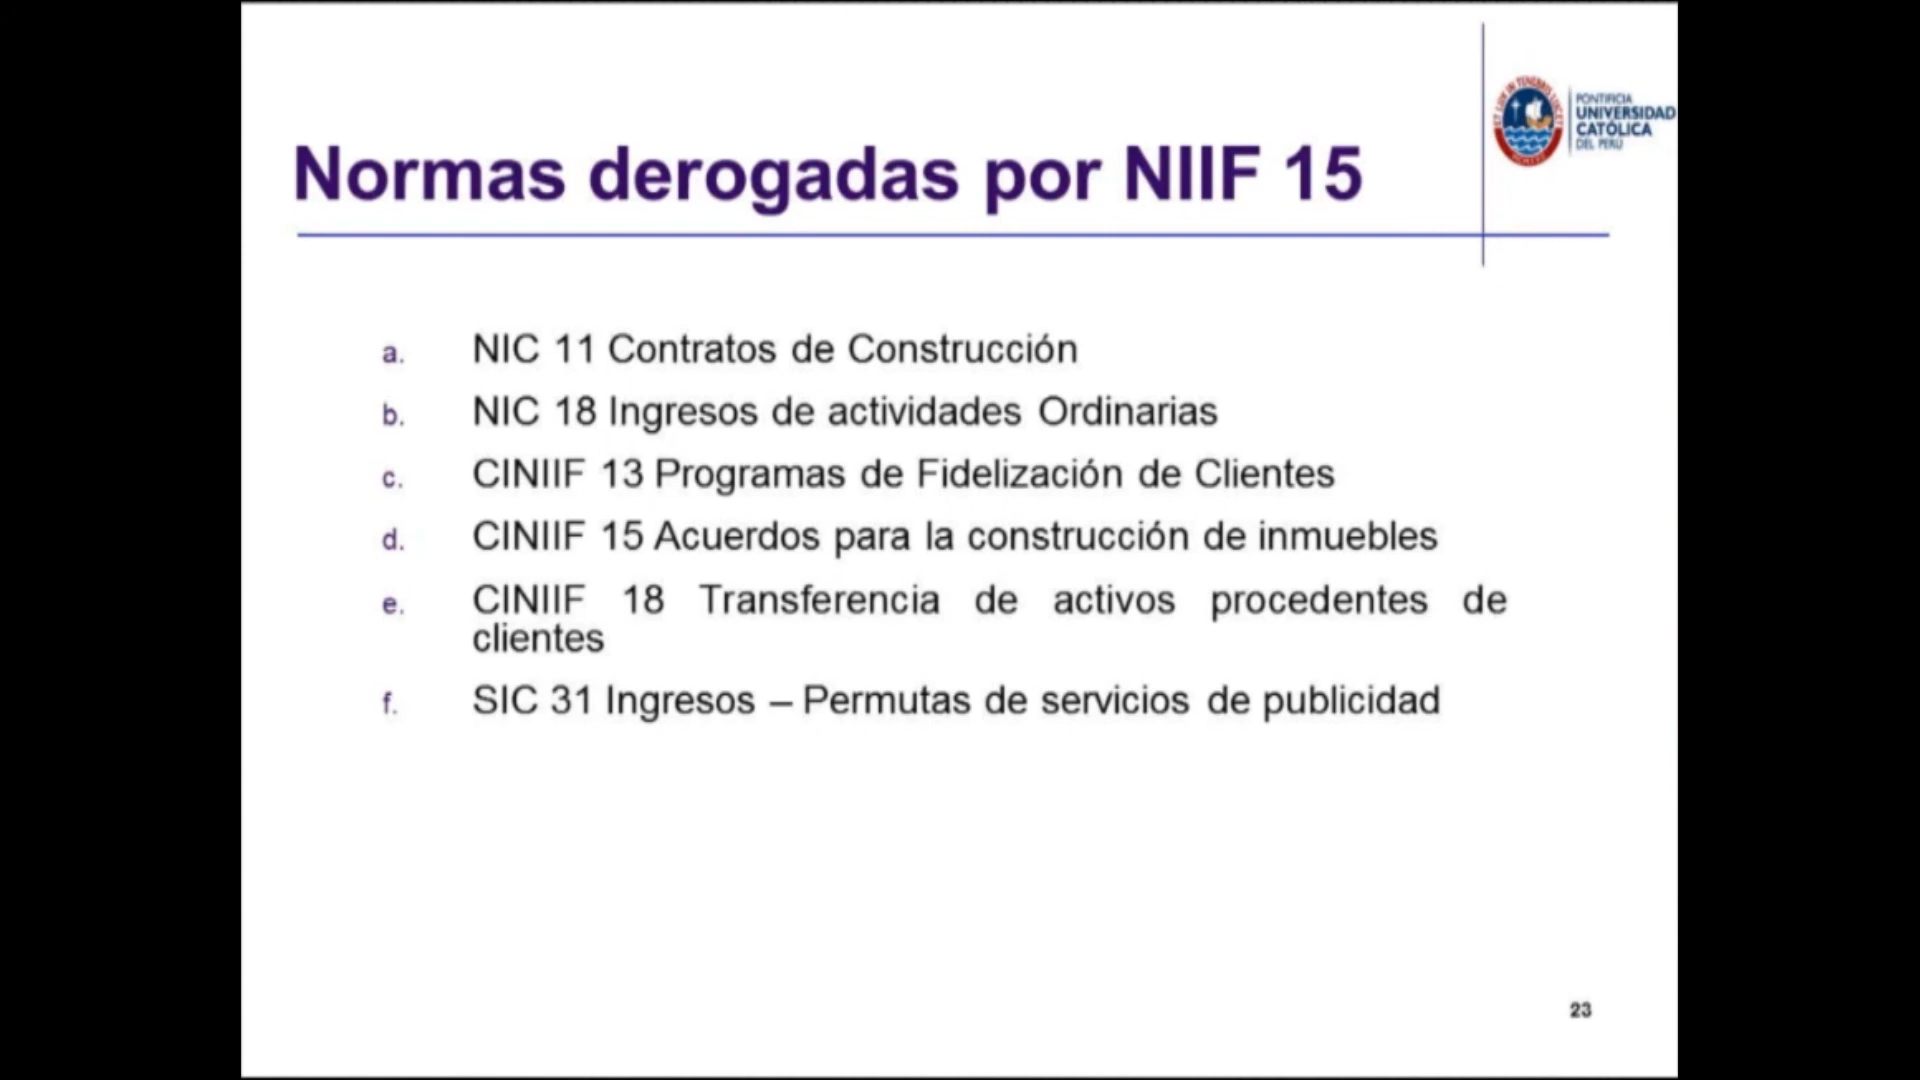 PONTIFICIA
UNIVERSIDAD
CATÓLICA
DEL PERÚ
Normas derogadas por NIIF 15
a. NIC 11 Contratos de Construcción
b. NIC 18 Ingresos de actividades Ordinarias
c. CINIIF 13 Programas de Fidelización de Clientes
d. CINIIF 15 Acuerdos para la construcción de inmuebles
e. CINIIF 18 Transferencia de activos procedentes de
clientes
f. SIC 31 Ingresos – Permutas de servicios de publicidad
23